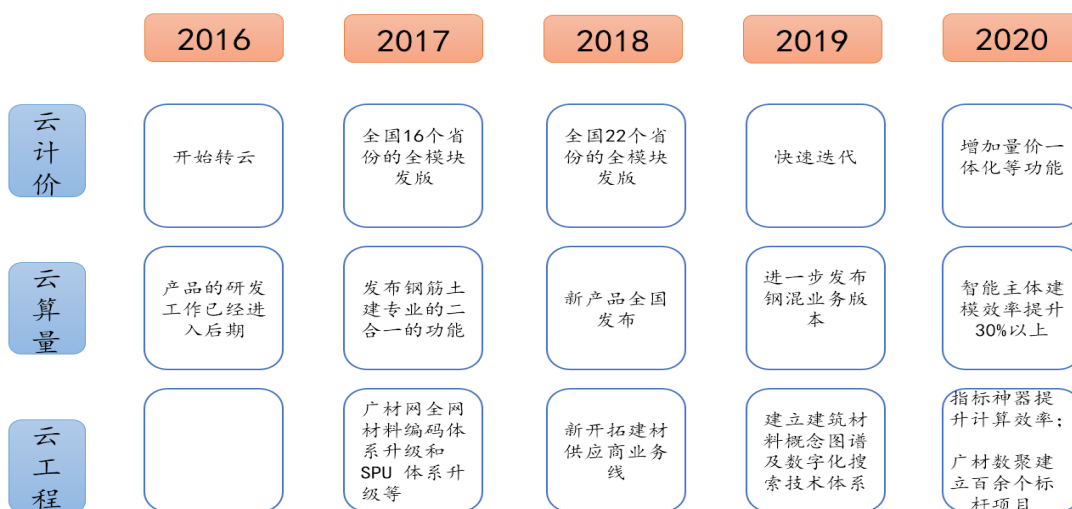 2016
2017
2018
2019
2020
云
计
价
开始转云
全国16个省
份的全模块
发版
全国22个省
份的全模块
发版
快速迭代
增加量价一
体化等功能
云
算
量
产品的研发
工作已经进
入后期
发布钢筋土
建专业的二
合一的功能
新产品全国
发布
进一步发布
钢混业务版
本
智能主体建
模效率提升
30%以上
云
工
程
广材网全网
材料编码体
系升级和
SPU 体系升
级等
新开拓建材
供应商业务
线
建立建筑材
料概念图谱
及数字化搜
索技术体系
指标神器提
升计算效率;
广材数聚建
立百余个标
杆项目